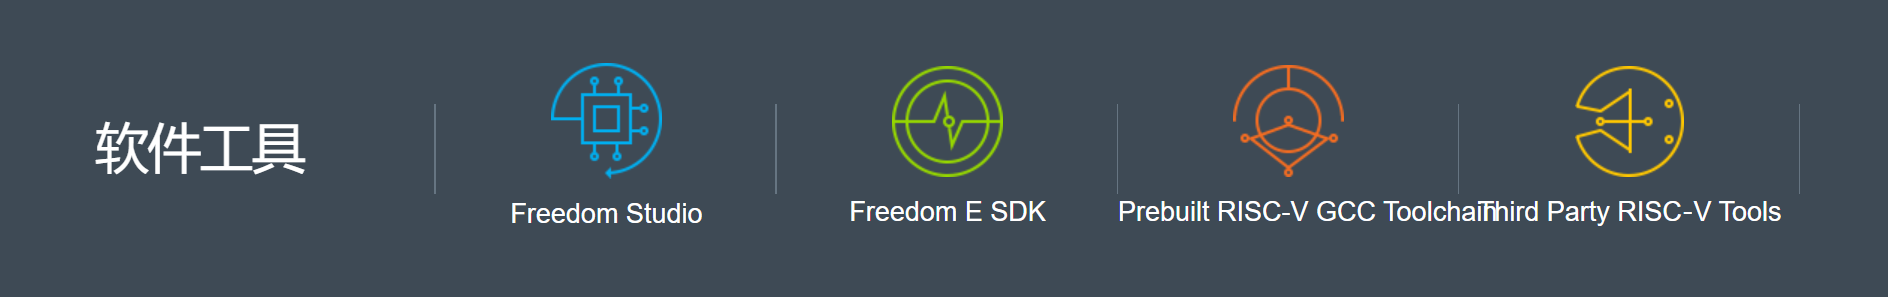 软件工具
Freedom Studio
Freedom E SDK
Prebuilt RISC-V GCC Toolchain
Third Party RISC-V Tools